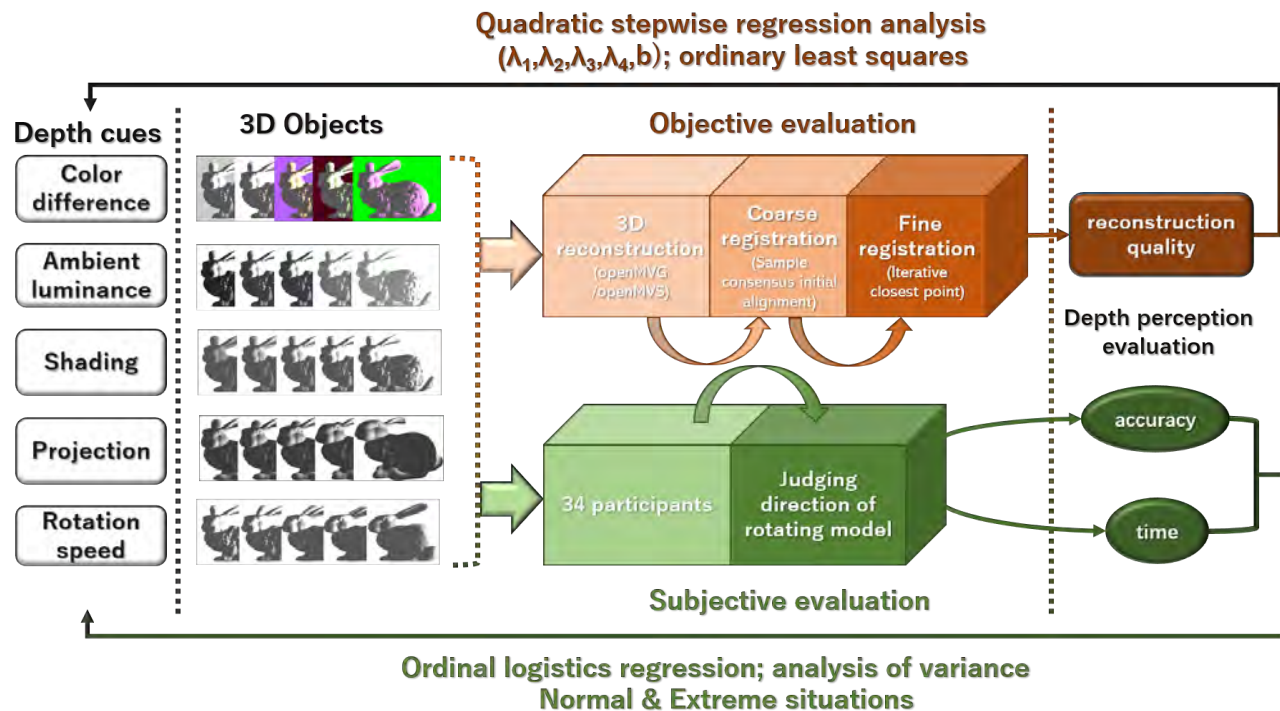 Quadratic stepwise regression analysis
(λ1,λ2,λ3,λ4,b); ordinary least squares
Depth cues
3D Objects
Objective evaluation
Color
difference
Ambient
luminance
Shading
Projection
Rotation
speed
3D
reconstruction
(openMVG
/openMVS)
Coarse
registration
(Sample
consensus initial
alignment)
Fine
registration
(Iterative
closest point)
reconstruction
quality
Depth perception
evaluation
34 participants
Judging
direction of
rotating model
accuracy
time
Subjective evaluation
Ordinal logistics regression; analysis of variance
Normal & Extreme situations